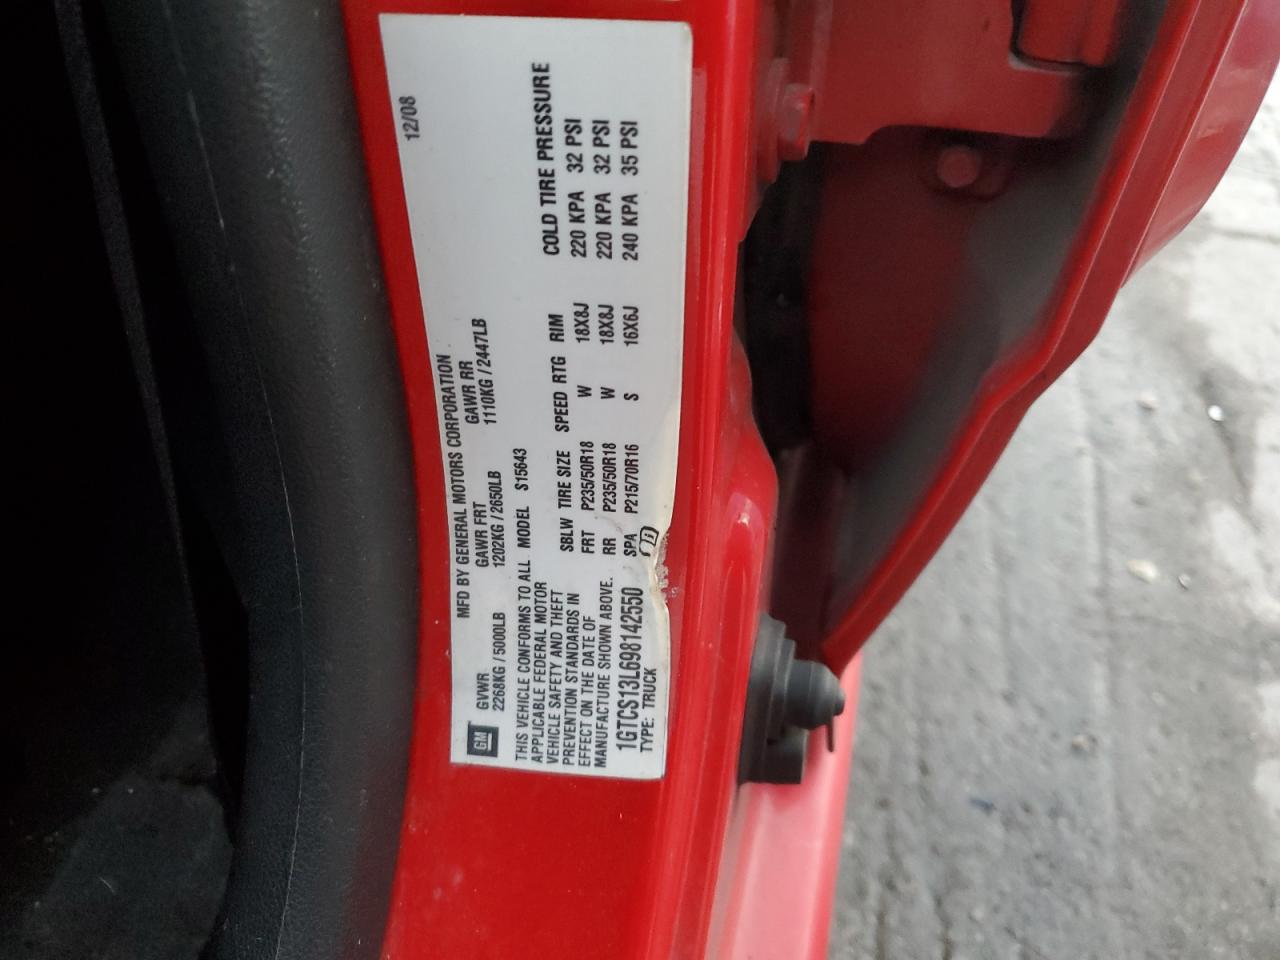 12/08
MFD BY GENERAL MOTORS CORPORATION
GM
GVWR GAWR FRT GAWR RR
2268KG / 5000LB 1202KG / 2650LB 1110KG / 2447LB
THIS VEHICLE CONFORMS TO ALL
APPLICABLE FEDERAL MOTOR
VEHICLE SAFETY AND THEFT
PREVENTION STANDARDS IN
EFFECT ON THE DATE OF
MANUFACTURE SHOWN ABOVE.
1GTCS13L698142550
TYPE: TRUCK
MODEL S15643
COLD TIRE PRESSURE
SBLW TIRE SIZE SPEED RTG RIM
FRT P235/50R18 W 18X8J 220 KPA 32 PSI
RR P235/50R18 W 18X8J 220 KPA 32 PSI
SPA P215/70R16 S 16X6J 240 KPA 35 PSI